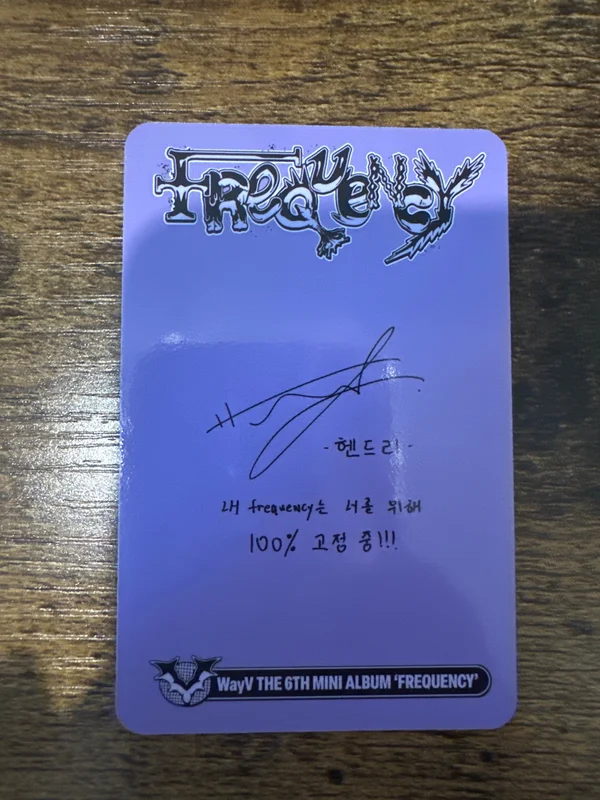 FREQUENCY
-헨드리-
내 frequency는 너를 위해
100% 고정 중!!!
WayV THE 6TH MINI ALBUM 'FREQUENCY'